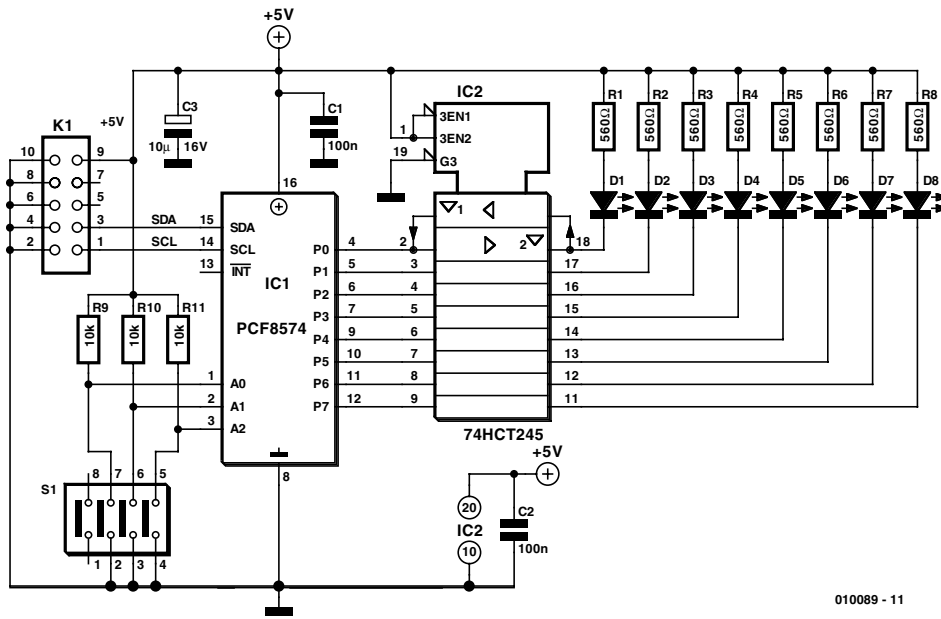 +5V
IC2
R1 R2 R3 R4 R5 R6 R7 R8
560Ω 560Ω 560Ω 560Ω 560Ω 560Ω 560Ω 560Ω
C3
10µ 16V
C1
100n
K1
+5V
10 9
8 7
6 5
4 3
2 1
SDA
SCL
1
19
3EN1
3EN2
G3
D1 D2 D3 D4 D5 D6 D7 D8
16
15 SDA
14 SCL
13 INT
IC1
PCF8574
1 A0
2 A1
3 A2
8
P0 4
P1 5
P2 6
P3 7
P4 9
P5 10
P6 11
P7 12
1
2
2 18
3 17
4 16
5 15
6 14
7 13
8 12
9 11
74HCT245
R9 R10 R11
10k 10k 10k
S1
8 7 6 5
1 2 3 4
+5V
20
IC2
10
C2
100n
010089 - 11